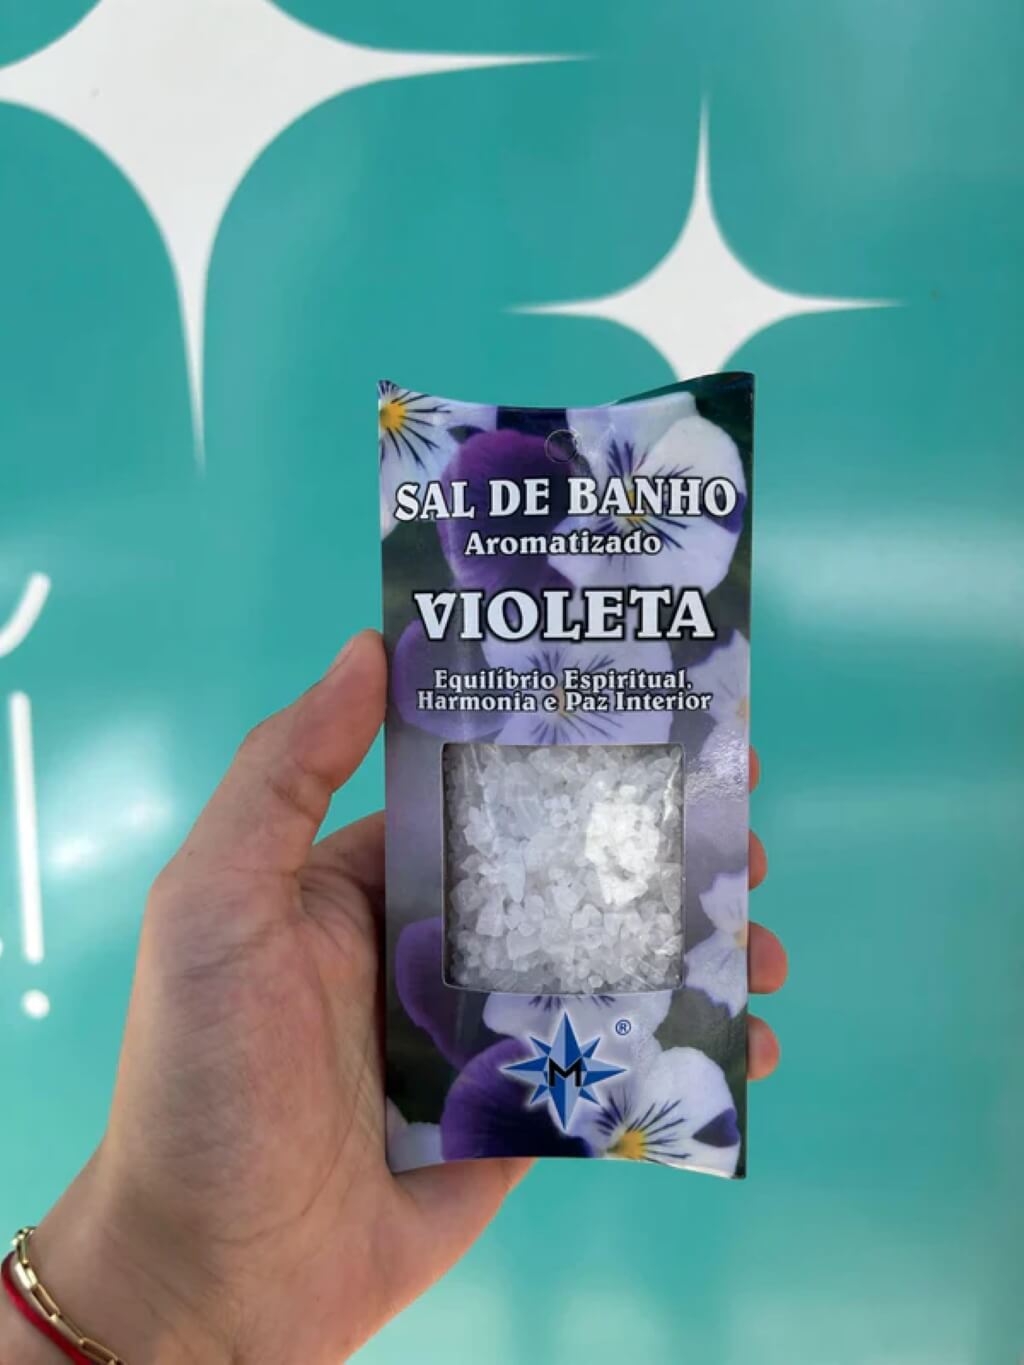 SAL DE BANHO
Aromatizado
VIOLETA
Equilíbrio Espiritual,
Harmonia e Paz Interior
®
M